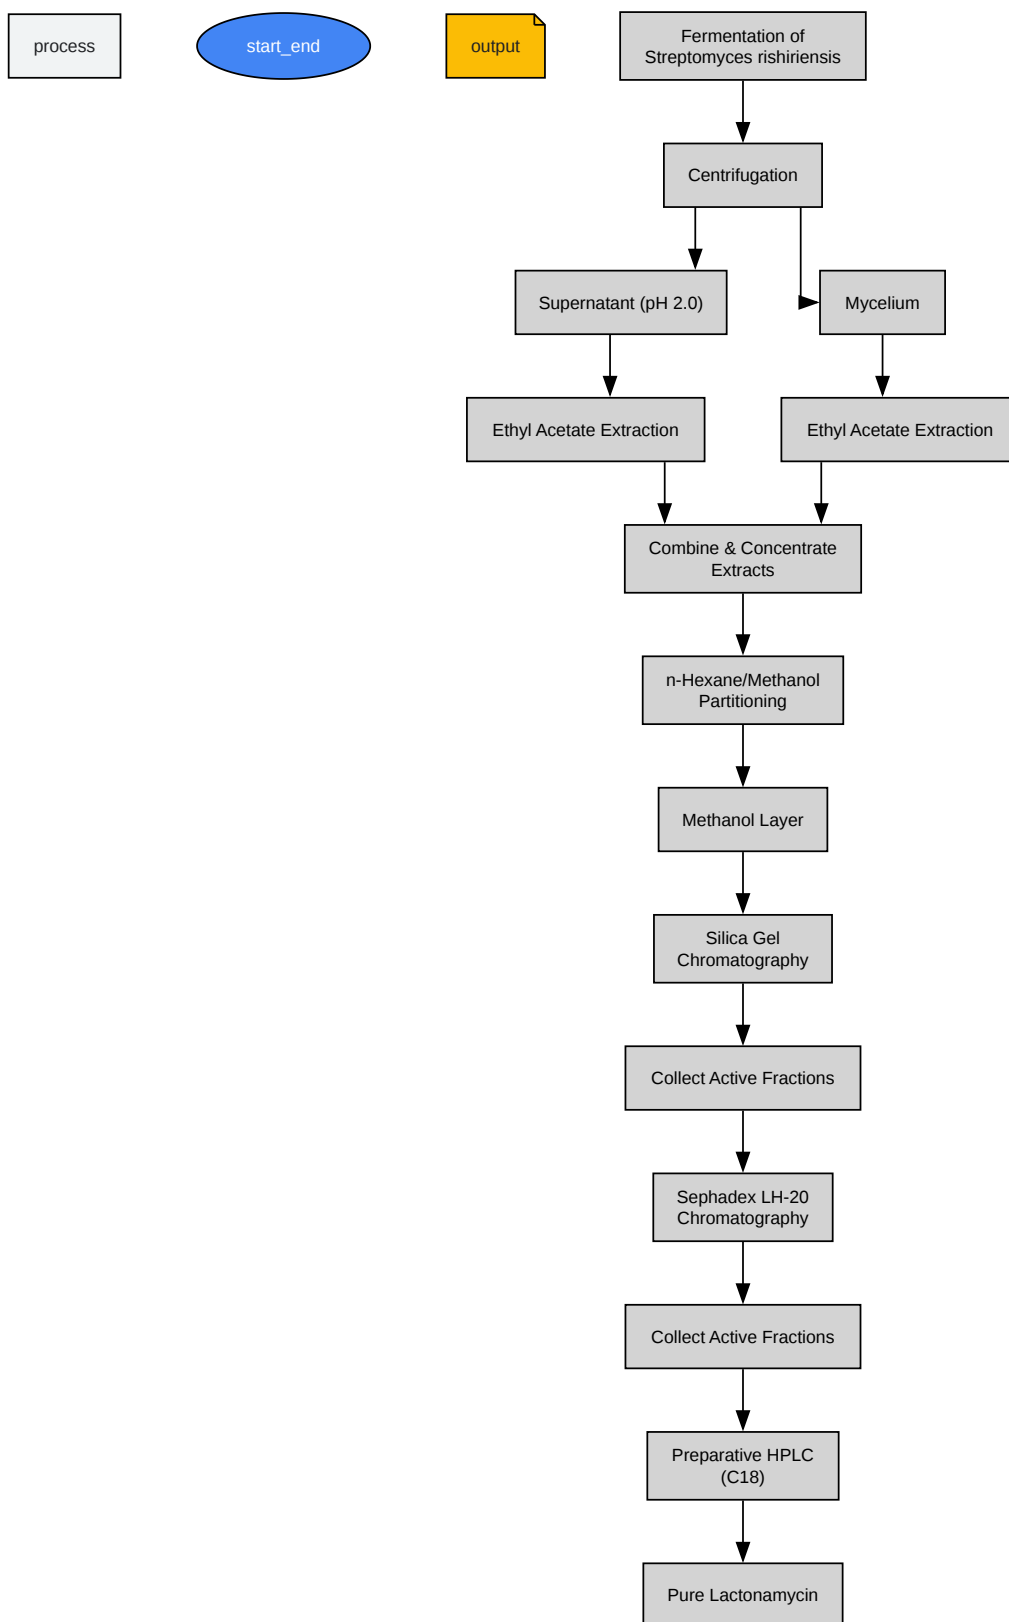 process
start_end
output
Fermentation of
Streptomyces rishiriensis
Centrifugation
Supernatant (pH 2.0)
Mycelium
Ethyl Acetate Extraction
Ethyl Acetate Extraction
Combine & Concentrate
Extracts
n-Hexane/Methanol
Partitioning
Methanol Layer
Silica Gel
Chromatography
Collect Active Fractions
Sephadex LH-20
Chromatography
Collect Active Fractions
Preparative HPLC
(C18)
Pure Lactonamycin